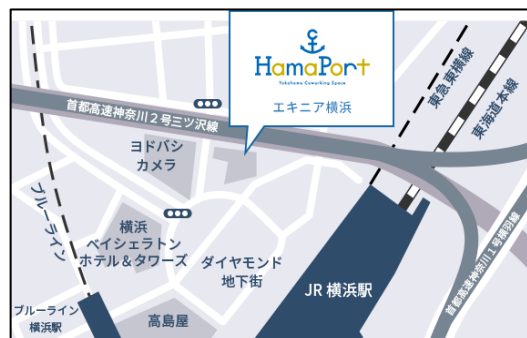 HamaPort
Yokohama Coworking Space
エキニア横浜
東急東横線
東海道本線
首都高速神奈川2号三ツ沢線
ヨドバシ
カメラ
ブルーライン
横浜
ベイシェラトン
ホテル＆タワーズ
ダイヤモンド
地下街
JR 横浜駅
首都高速神奈川1号横羽線
ブルーライン
横浜駅
高島屋